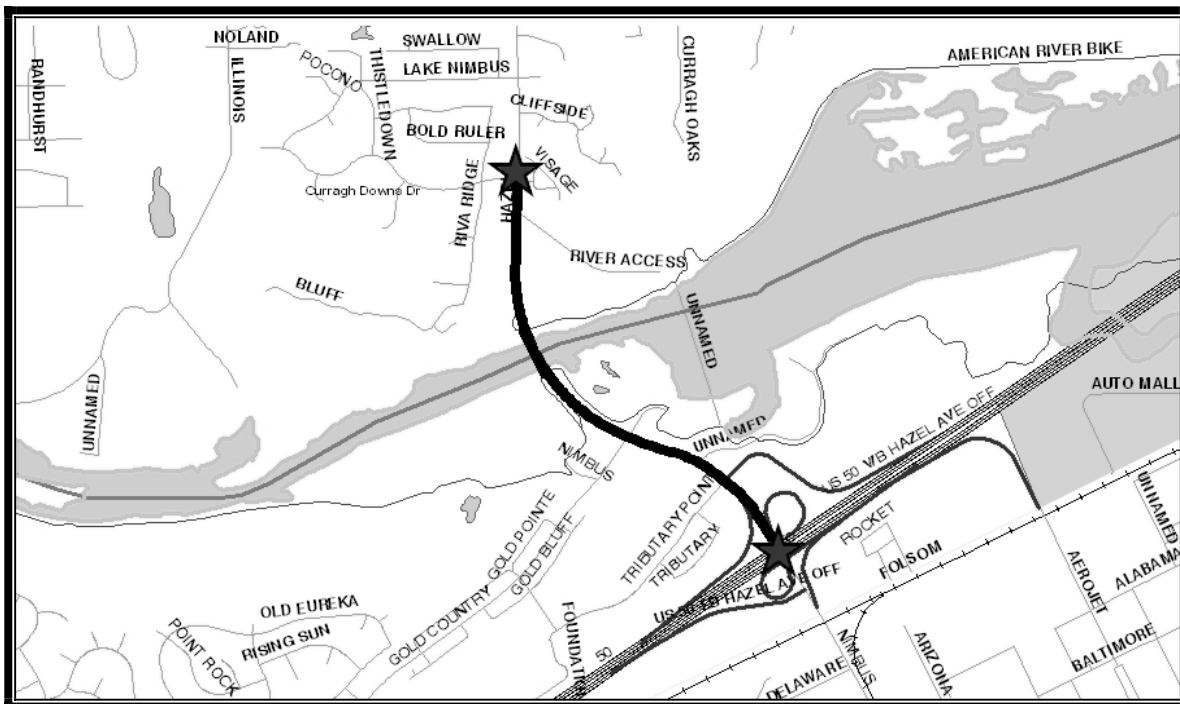 NOLAND
SWALLOW
AMERICAN RIVER BIKE
POCONO
THISTLEDOWN
LAKE NIMBUS
RANDHURST
ILLINOIS
CURRAGH OAKS
CLIFFSIDE
BOLD RULER
VISAGE
Curragh Downs Dr
RIVA RIDGE
RIVER ACCESS
BLUFF
UNNAMED
AUTO MALL
UNNAMED
UNNAMED
US 50 W/B HAZEL AVE OFF
NIMBUS
GOLD POINTE
TRIBUTARY POINT
UNNAMED
ROCKET
GOLD BLUFF
TRIBUTARY
FOLSOM
AEROJET
ALABAMA
HAZEL AVE OFF
OLD EUREKA
GOLD COUNTRY
FOUNDATION
POINT ROCK
RISING SUN
50
NIMBUS
ARIZONA
BALTIMORE
DELAWARE